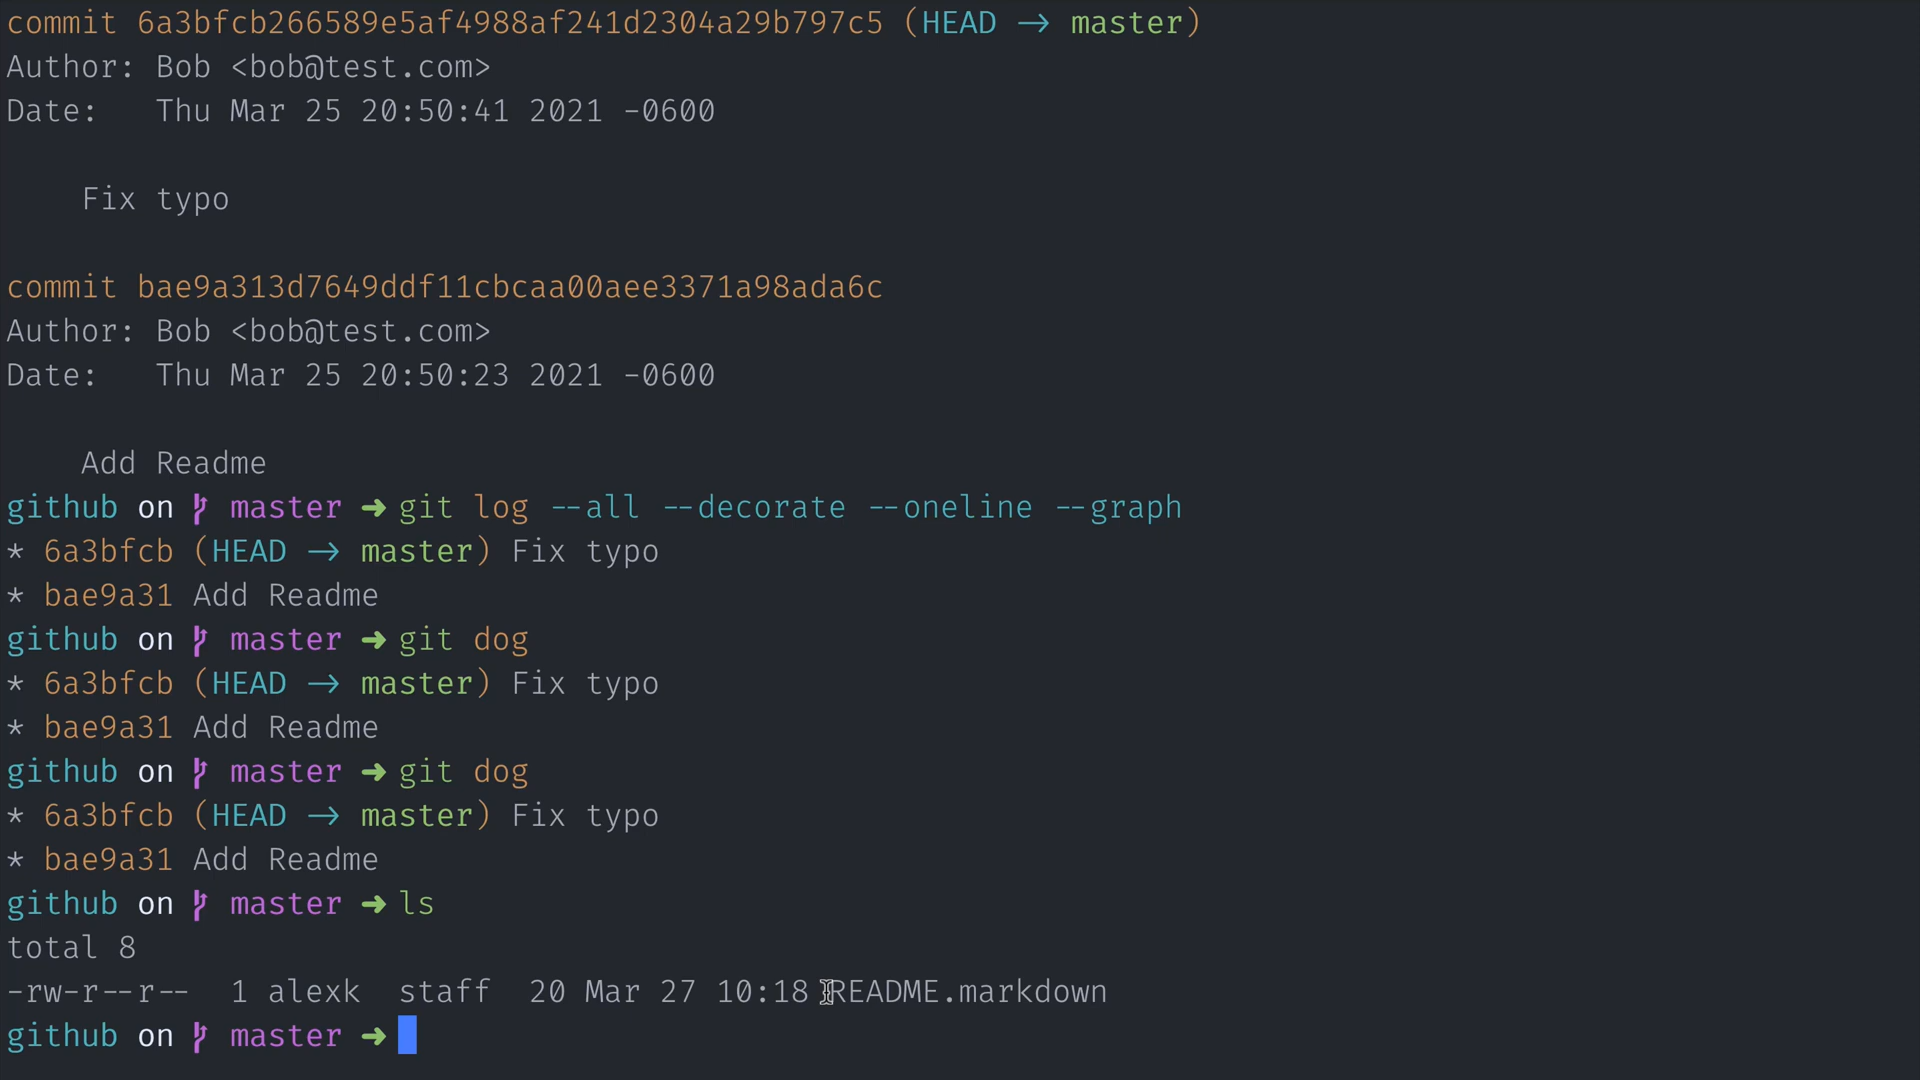 commit 6a3bfcb266589e5af4988af241d2304a29b797c5 (HEAD -> master)
Author: Bob <bob@test.com>
Date:   Thu Mar 25 20:50:41 2021 -0600
    Fix typo
commit bae9a313d7649ddf11cbcaa00aee3371a98ada6c
Author: Bob <bob@test.com>
Date:   Thu Mar 25 20:50:23 2021 -0600
    Add Readme
github on master ➜ git log --all --decorate --oneline --graph
* 6a3bfcb (HEAD -> master) Fix typo
* bae9a31 Add Readme
github on master ➜ git dog
* 6a3bfcb (HEAD -> master) Fix typo
* bae9a31 Add Readme
github on master ➜ git dog
* 6a3bfcb (HEAD -> master) Fix typo
* bae9a31 Add Readme
github on master ➜ ls
total 8
-rw-r--r--  1 alexk  staff  20 Mar 27 10:18 README.markdown
github on master ➜